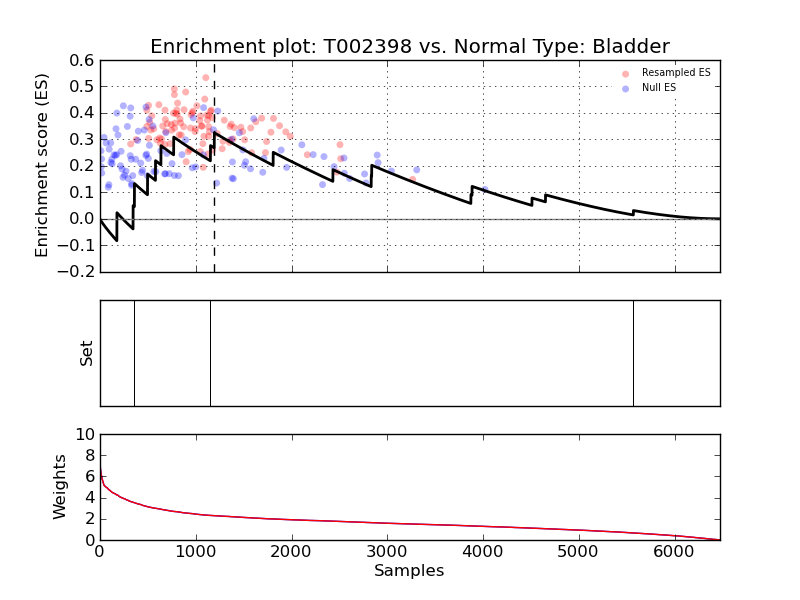 Enrichment plot: T002398 vs. Normal Type: Bladder
Enrichment score (ES)
0.6
0.5
0.4
0.3
0.2
0.1
0.0
−0.1
−0.2
Resampled ES
Null ES
Set
Weights
10
8
6
4
2
0
0 1000 2000 3000 4000 5000 6000
Samples